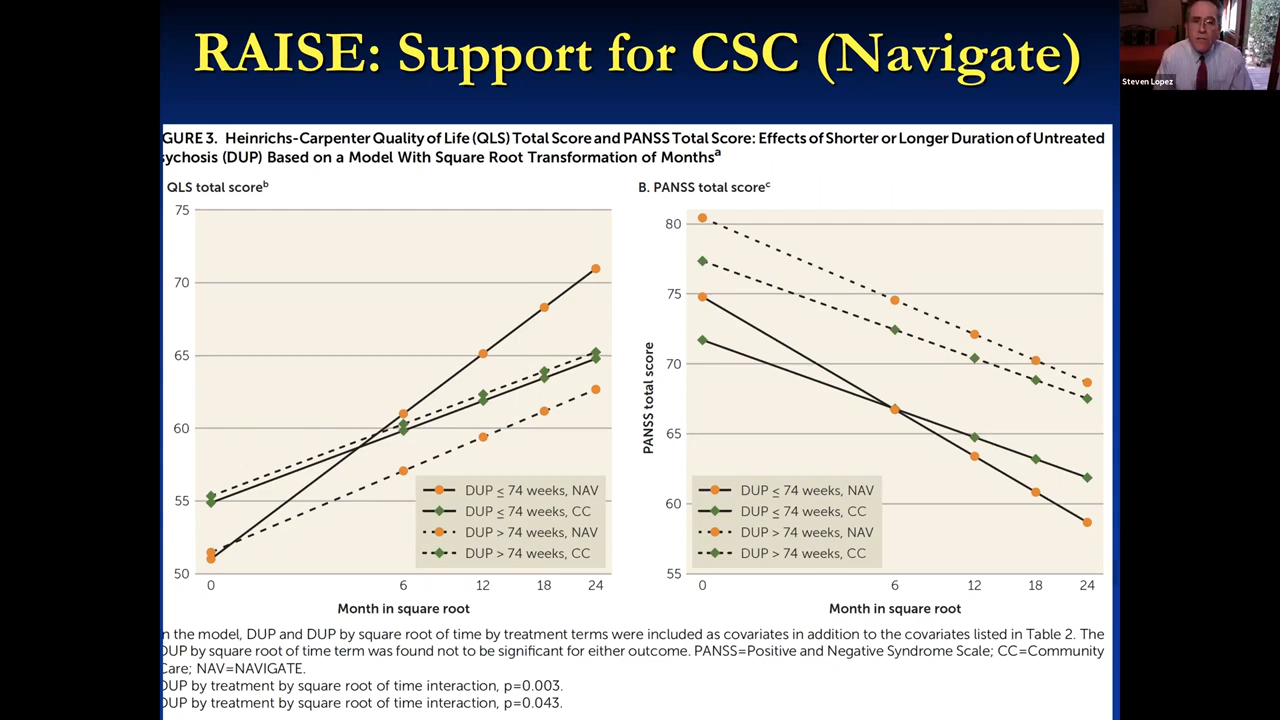 RAISE: Support for CSC (Navigate)
Steven Lopez
GURE 3. Heinrichs-Carpenter Quality of Life (QLS) Total Score and PANSS Total Score: Effects of Shorter or Longer Duration of Untreated
sychosis (DUP) Based on a Model With Square Root Transformation of Monthsa
QLS total scoreb
75
70
65
60
55
50
0 6 12 18 24
Month in square root
DUP ≤ 74 weeks, NAV
DUP ≤ 74 weeks, CC
DUP > 74 weeks, NAV
DUP > 74 weeks, CC
B. PANSS total scorec
PANSS total score
80
75
70
65
60
55
0 6 12 18 24
Month in square root
DUP ≤ 74 weeks, NAV
DUP ≤ 74 weeks, CC
DUP > 74 weeks, NAV
DUP > 74 weeks, CC
n the model, DUP and DUP by square root of time by treatment terms were included as covariates in addition to the covariates listed in Table 2. The
DUP by square root of time term was found not to be significant for either outcome. PANSS=Positive and Negative Syndrome Scale; CC=Community
Care; NAV=NAVIGATE.
DUP by treatment by square root of time interaction, p=0.003.
DUP by treatment by square root of time interaction, p=0.043.